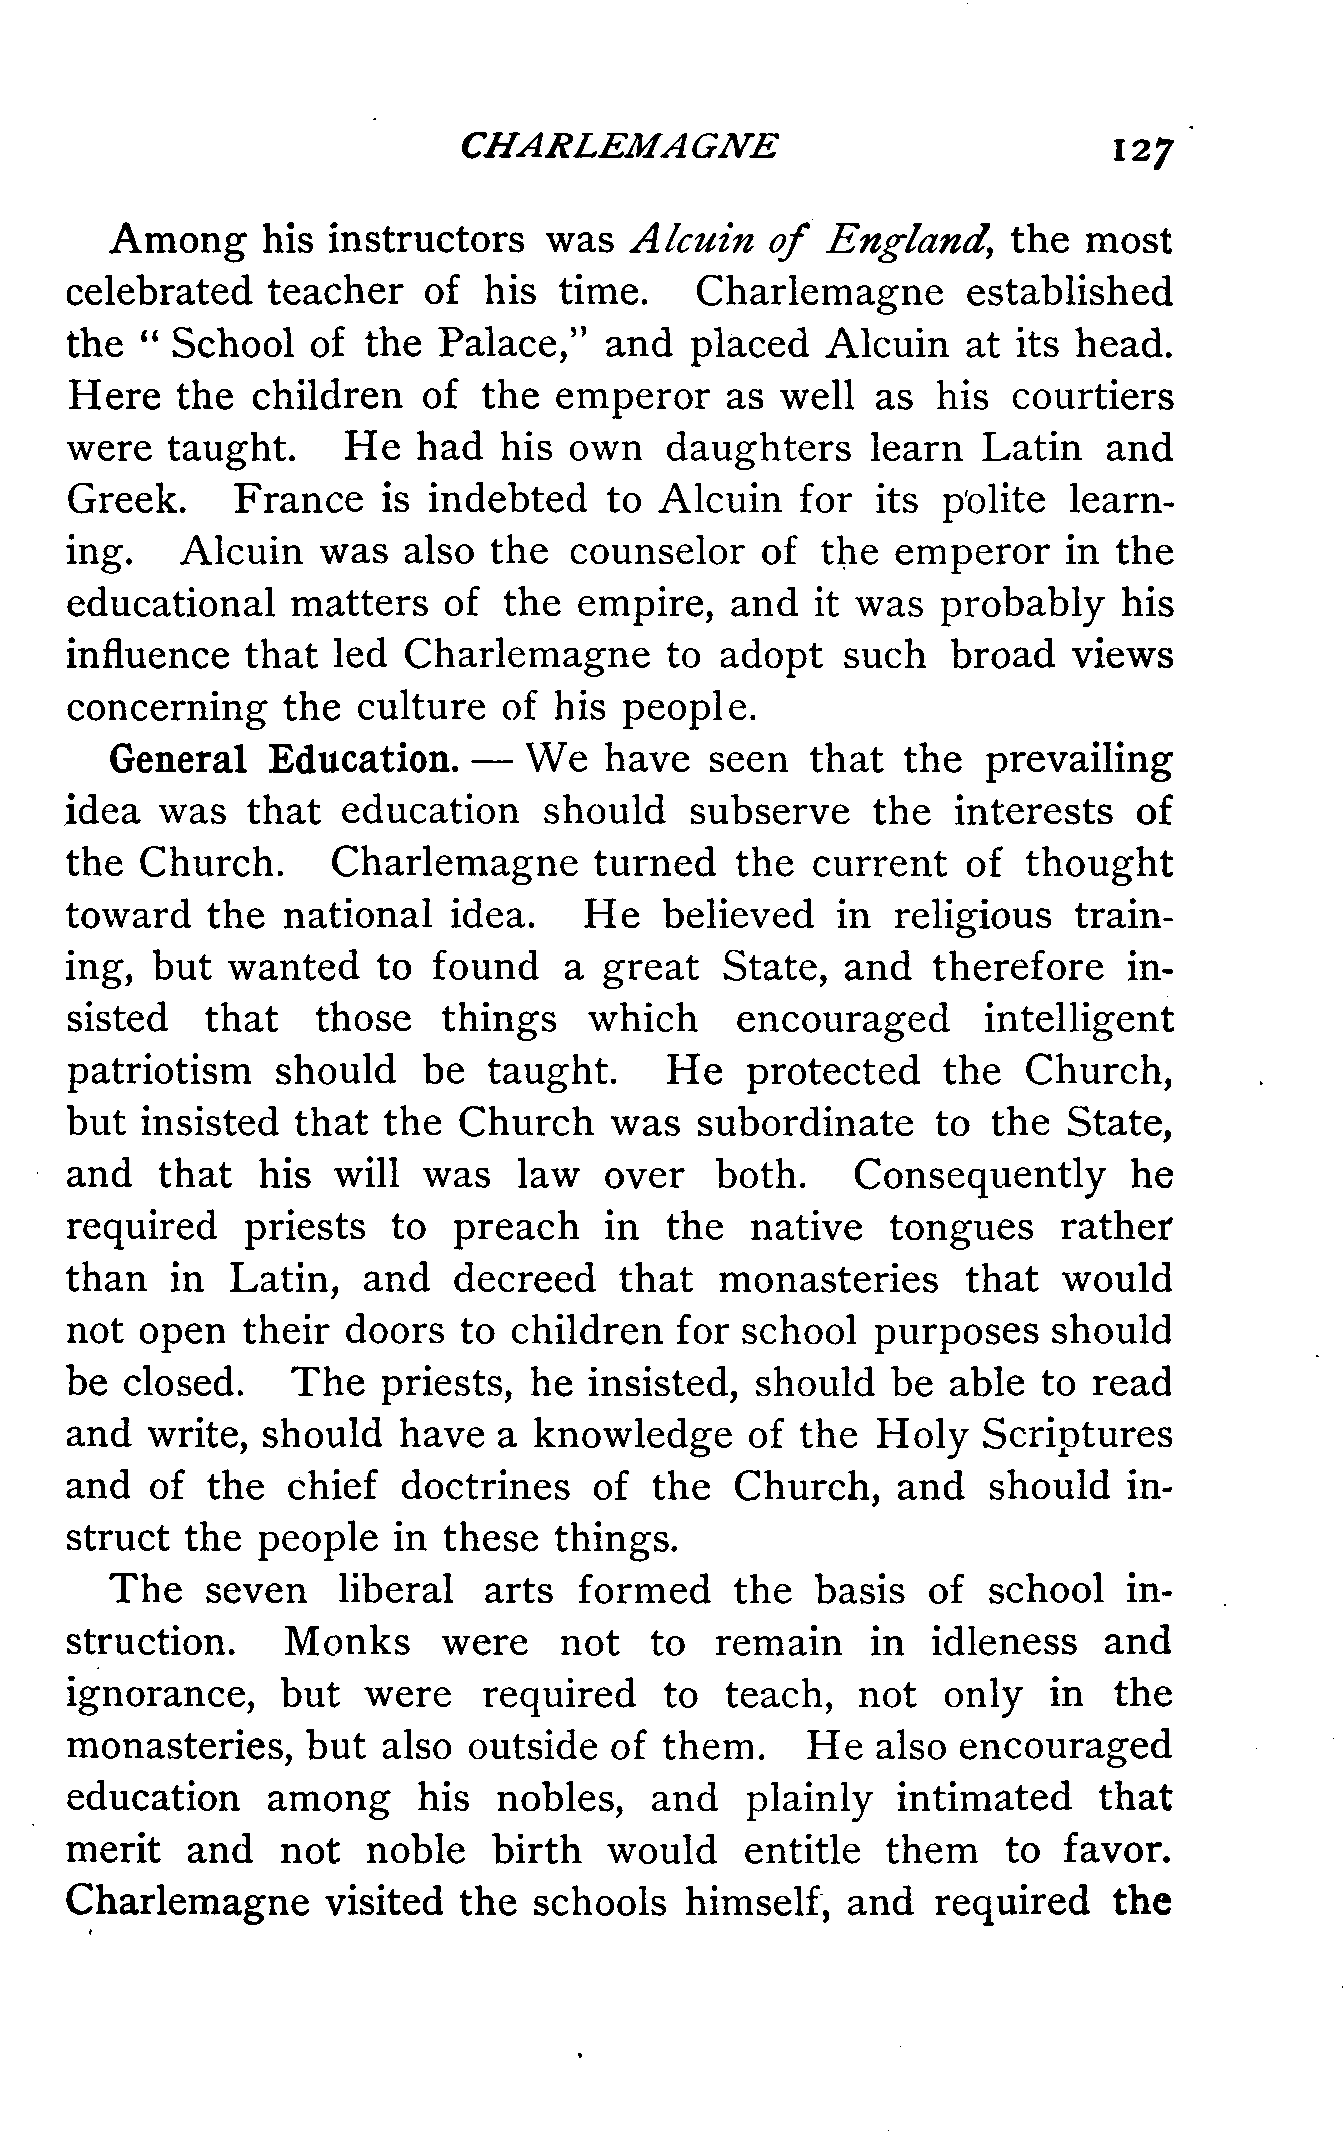 CHARLEMAGNE 127
Among his instructors was Alcuin of England, the most
celebrated teacher of his time. Charlemagne established
the “ School of the Palace,” and placed Alcuin at its head.
Here the children of the emperor as well as his courtiers
were taught. He had his own daughters learn Latin and
Greek. France is indebted to Alcuin for its polite learn-
ing. Alcuin was also the counselor of the emperor in the
educational matters of the empire, and it was probably his
influence that led Charlemagne to adopt such broad views
concerning the culture of his people.
General Education. — We have seen that the prevailing
idea was that education should subserve the interests of
the Church. Charlemagne turned the current of thought
toward the national idea. He believed in religious train-
ing, but wanted to found a great State, and therefore in-
sisted that those things which encouraged intelligent
patriotism should be taught. He protected the Church,
but insisted that the Church was subordinate to the State,
and that his will was law over both. Consequently he
required priests to preach in the native tongues rather
than in Latin, and decreed that monasteries that would
not open their doors to children for school purposes should
be closed. The priests, he insisted, should be able to read
and write, should have a knowledge of the Holy Scriptures
and of the chief doctrines of the Church, and should in-
struct the people in these things.
The seven liberal arts formed the basis of school in-
struction. Monks were not to remain in idleness and
ignorance, but were required to teach, not only in the
monasteries, but also outside of them. He also encouraged
education among his nobles, and plainly intimated that
merit and not noble birth would entitle them to favor.
Charlemagne visited the schools himself, and required the